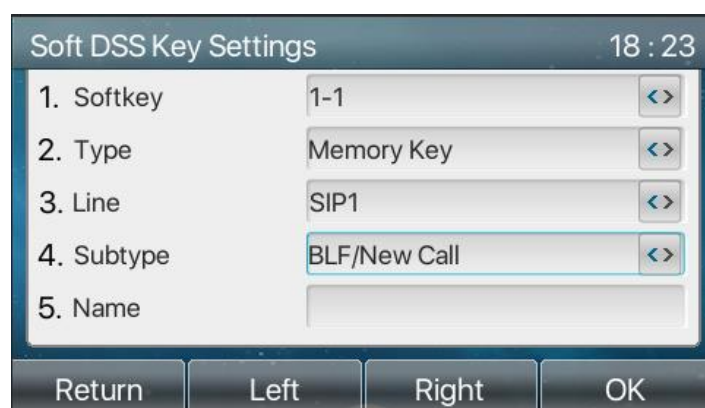 Soft DSS Key Settings 18 : 23
1. Softkey 1-1 <>
2. Type Memory Key <>
3. Line SIP1 <>
4. Subtype BLF/New Call <>
5. Name
Return Left Right OK